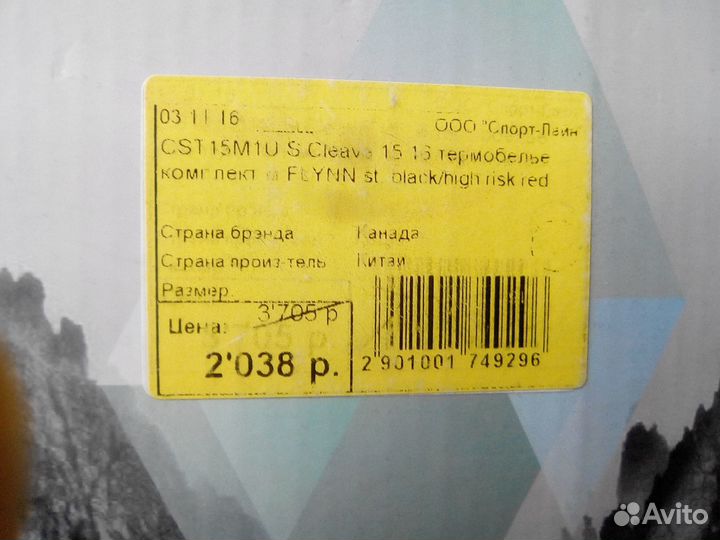 03 11 16 ООО "Спорт-Лайн
CST15M1U S Cleave 15 16 термобелье
комплект м FLYNN st. black/high risk red
Страна брэнда Канада
Страна произ-тель Китай
Размер
3'705 р
Цена:
2'038 р.
2 901001 749296
Avito